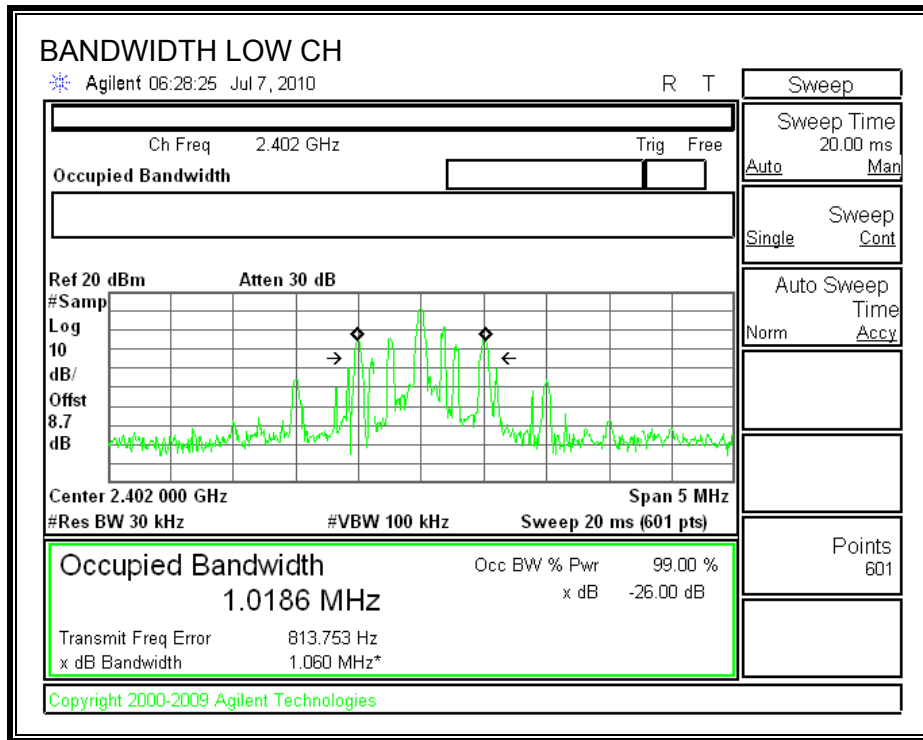 BANDWIDTH LOW CH
Agilent 06:28:25 Jul 7, 2010 R T
Ch Freq 2.402 GHz Trig Free
Occupied Bandwidth
Ref 20 dBm Atten 30 dB
#Samp
Log
10
dB/
Offst
8.7
dB
Center 2.402 000 GHz Span 5 MHz
#Res BW 30 kHz #VBW 100 kHz Sweep 20 ms (601 pts)
Occupied Bandwidth Occ BW % Pwr 99.00 %
1.0186 MHz x dB -26.00 dB
Transmit Freq Error 813.753 Hz
x dB Bandwidth 1.060 MHz*
Copyright 2000-2009 Agilent Technologies
Sweep
Sweep Time
20.00 ms
Auto Man
Sweep
Single Cont
Auto Sweep
Time
Norm Accy
Points
601